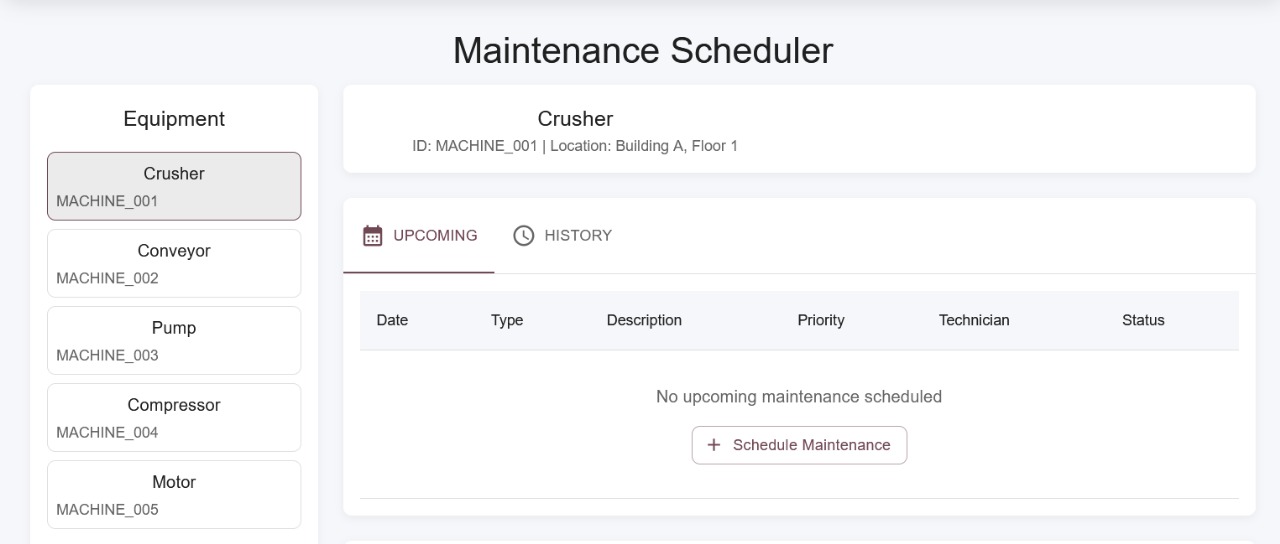 Maintenance Scheduler
Equipment
Crusher
MACHINE_001
Conveyor
MACHINE_002
Pump
MACHINE_003
Compressor
MACHINE_004
Motor
MACHINE_005
Crusher
ID: MACHINE_001 | Location: Building A, Floor 1
UPCOMING HISTORY
Date Type Description Priority Technician Status
No upcoming maintenance scheduled
+ Schedule Maintenance